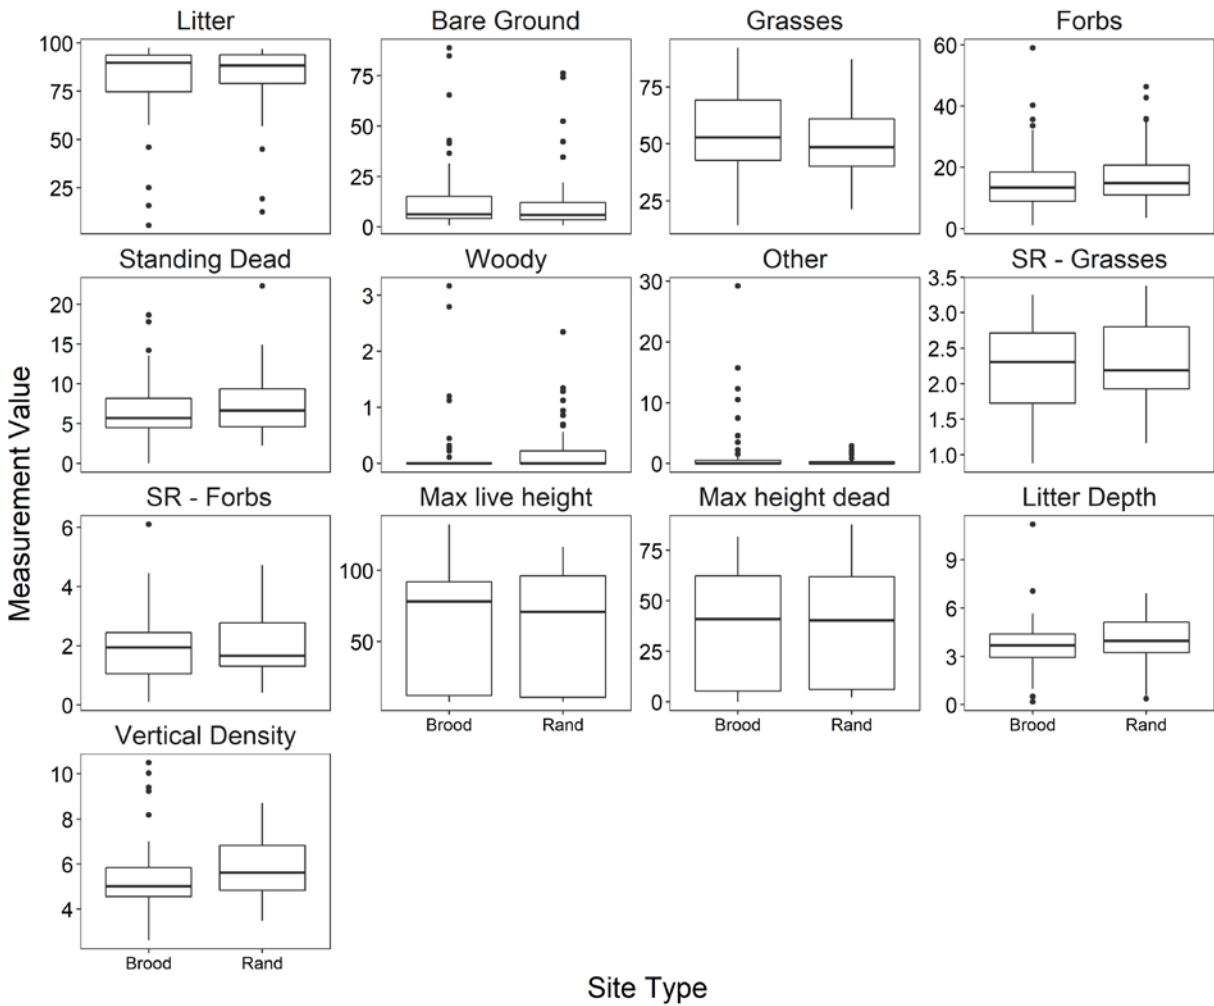 Litter Bare Ground Grasses Forbs
100 75 50 25
75 50 25 0
75 50 25
60 40 20 0
Standing Dead Woody Other SR - Grasses
20 15 10 5 0
3 2 1 0
30 20 10 0
3.5 3.0 2.5 2.0 1.5 1.0
Measurement Value
SR - Forbs Max live height Max height dead Litter Depth
6 4 2 0
100 50
75 50 25 0
9 6 3 0
Brood Rand Brood Rand Brood Rand
Vertical Density
10 8 6 4
Brood Rand
Site Type